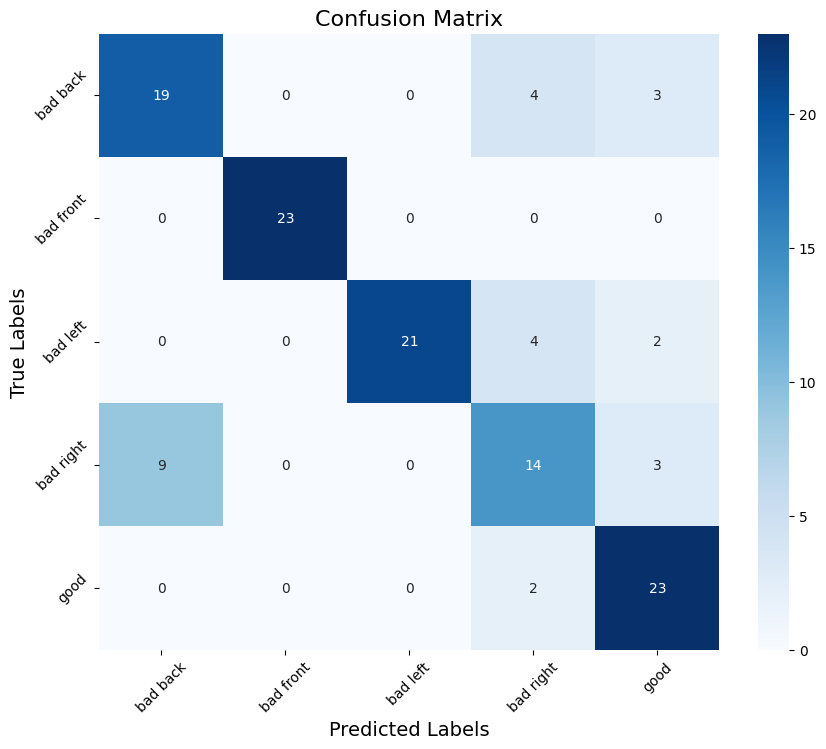 Confusion Matrix
True Labels
bad back 19 0 0 4 3
bad front 0 23 0 0 0
bad left 0 0 21 4 2
bad right 9 0 0 14 3
good 0 0 0 2 23
bad back bad front bad left bad right good
Predicted Labels
20
15
10
5
0